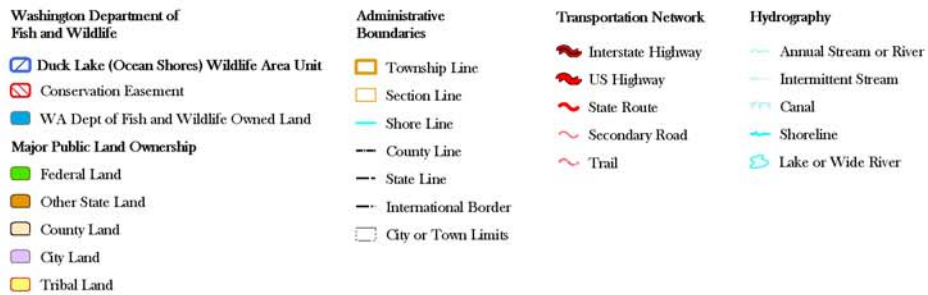 Washington Department of
Fish and Wildlife
Duck Lake (Ocean Shores) Wildlife Area Unit
Conservation Easement
WA Dept of Fish and Wildlife Owned Land
Major Public Land Ownership
Federal Land
Other State Land
County Land
City Land
Tribal Land
Administrative
Boundaries
Township Line
Section Line
Shore Line
County Line
State Line
International Border
City or Town Limits
Transportation Network
Interstate Highway
US Highway
State Route
Secondary Road
Trail
Hydrography
Annual Stream or River
Intermittent Stream
Canal
Shoreline
Lake or Wide River